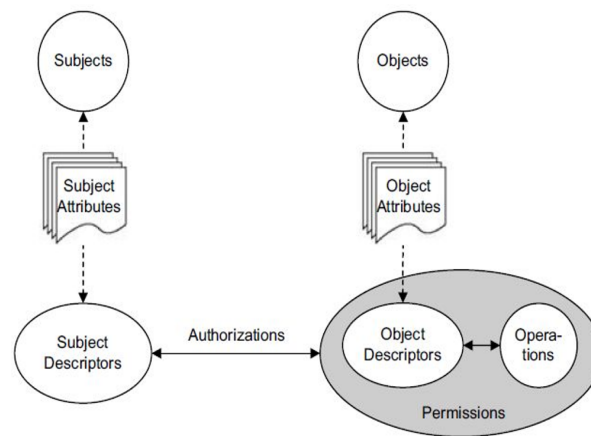 Subjects
Objects
Subject
Attributes
Object
Attributes
Subject
Descriptors
Authorizations
Object
Descriptors
Opera-
tions
Permissions